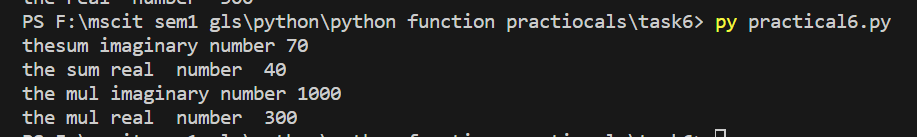 the real  number  300
PS F:\mscit sem1 gls\python\python function practiocals\task6> py practical6.py
thesum imaginary number 70
the sum real  number  40
the mul imaginary number 1000
the mul real  number  300
PS F:\mscit sem1 gls\python\python function practiocals\task6>